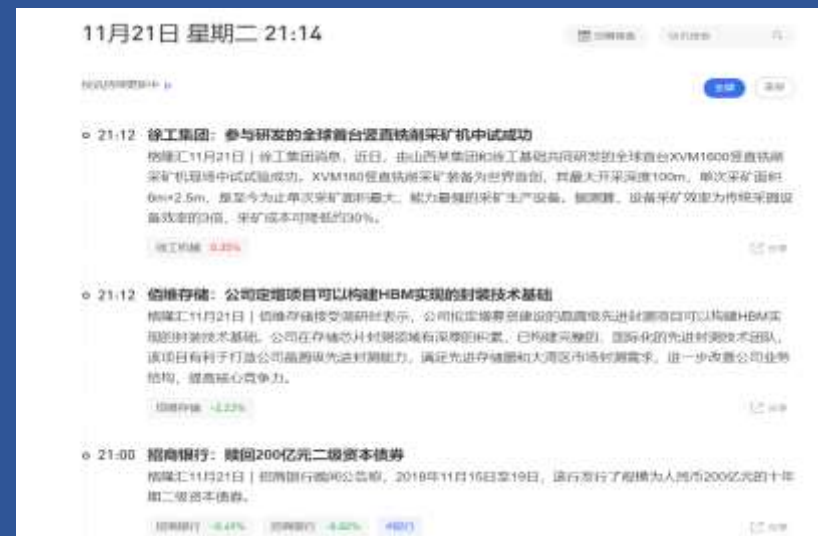 11月21日 星期二 21:14
21:12 徐工集团：参与研发的全球首台竖直铣削采矿机中试成功
格隆汇11月21日｜徐工集团消息，近日，由山西某集团和徐工基础共同研发的全球首台XVM1600竖直铣削
采矿机现场中试试验成功。XVM160竖直铣削采矿装备为世界首创，其最大开采深度100m，单次采矿面积
6m×2.5m，是至今为止单次采矿面积最大、能力最强的采矿生产设备。据测算，设备采矿效率为传统采掘设
备效率的3倍，采矿成本可降低约30%。
徐工机械
21:12 佰维存储：公司定增项目可以构建HBM实现的封装技术基础
格隆汇11月21日｜佰维存储接受调研时表示，公司拟定增募资建设的晶圆级先进封测项目可以构建HBM实
现的封装技术基础。公司在存储芯片封测领域有深厚的积累，已构建完整的、国际化的先进封测技术团队，
该项目有利于打造公司晶圆级先进封测能力，满足先进存储器和大湾区市场封测需求，进一步改善公司业务
结构，提高核心竞争力。
佰维存储
21:00 招商银行：赎回200亿元二级资本债券
格隆汇11月21日｜招商银行晚间公告称，2018年11月15日至19日，该行发行了规模为人民币200亿元的十年
期二级资本债券。
招商银行 招商银行 #银行